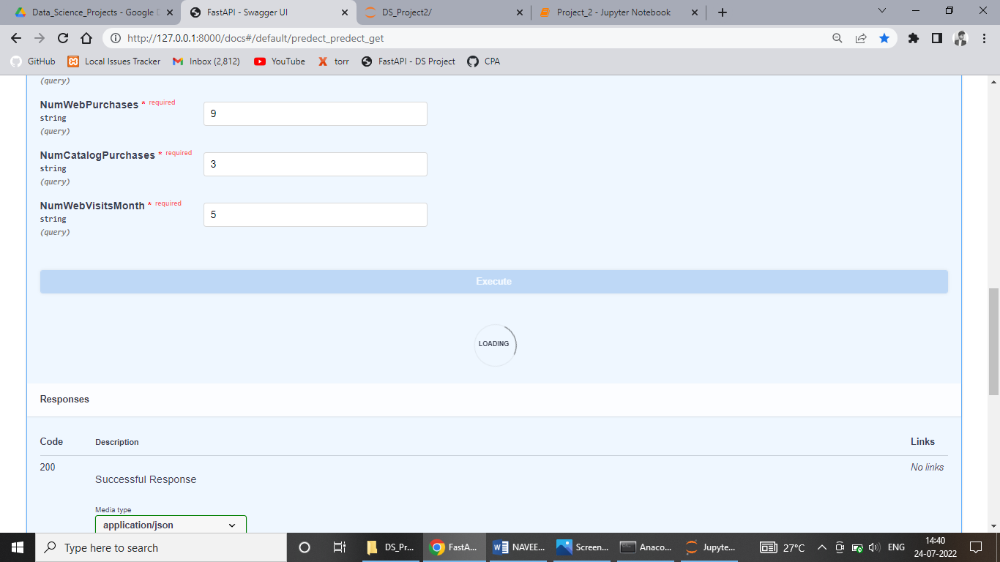 Data_Science_Projects - Google D
FastAPI - Swagger UI
DS_Project2/
Project_2 - Jupyter Notebook
http://127.0.0.1:8000/docs#/default/predect_predect_get
GitHub
Local Issues Tracker
Inbox (2,812)
YouTube
torr
FastAPI - DS Project
CPA
(query)
NumWebPurchases * required
string
(query)
9
NumCatalogPurchases * required
string
(query)
3
NumWebVisitsMonth * required
string
(query)
5
Execute
LOADING
Responses
Code Description Links
200
Successful Response
No links
Media type
application/json
Type here to search
DS_Pr...
FastA...
NAVEE...
Screen...
Anaco...
Jupyte...
27°C
ENG
14:40
24-07-2022